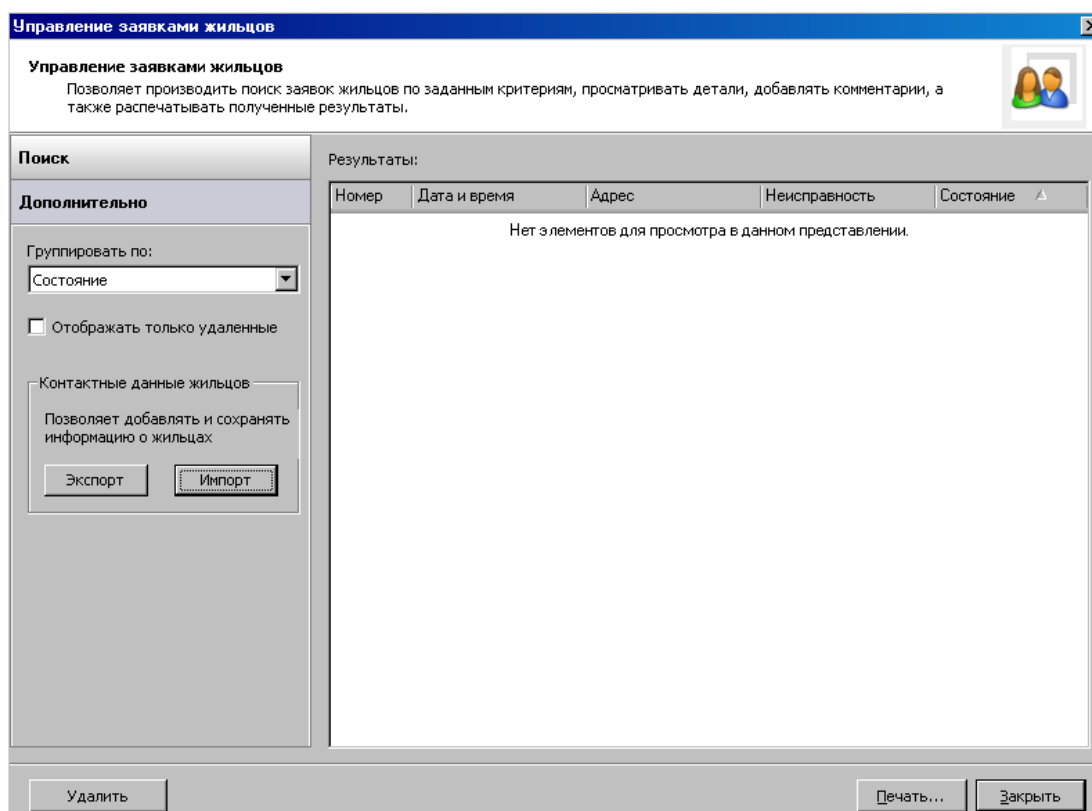 Управление заявками жильцов
Управление заявками жильцов
Позволяет производить поиск заявок жильцов по заданным критериям, просматривать детали, добавлять комментарии, а
также распечатывать полученные результаты.
Поиск
Дополнительно
Группировать по:
Состояние
Отображать только удаленные
Контактные данные жильцов
Позволяет добавлять и сохранять
информацию о жильцах
Экспорт Импорт
Результаты:
Номер Дата и время Адрес Неисправность Состояние
Нет элементов для просмотра в данном представлении.
Удалить Печать... Закрыть